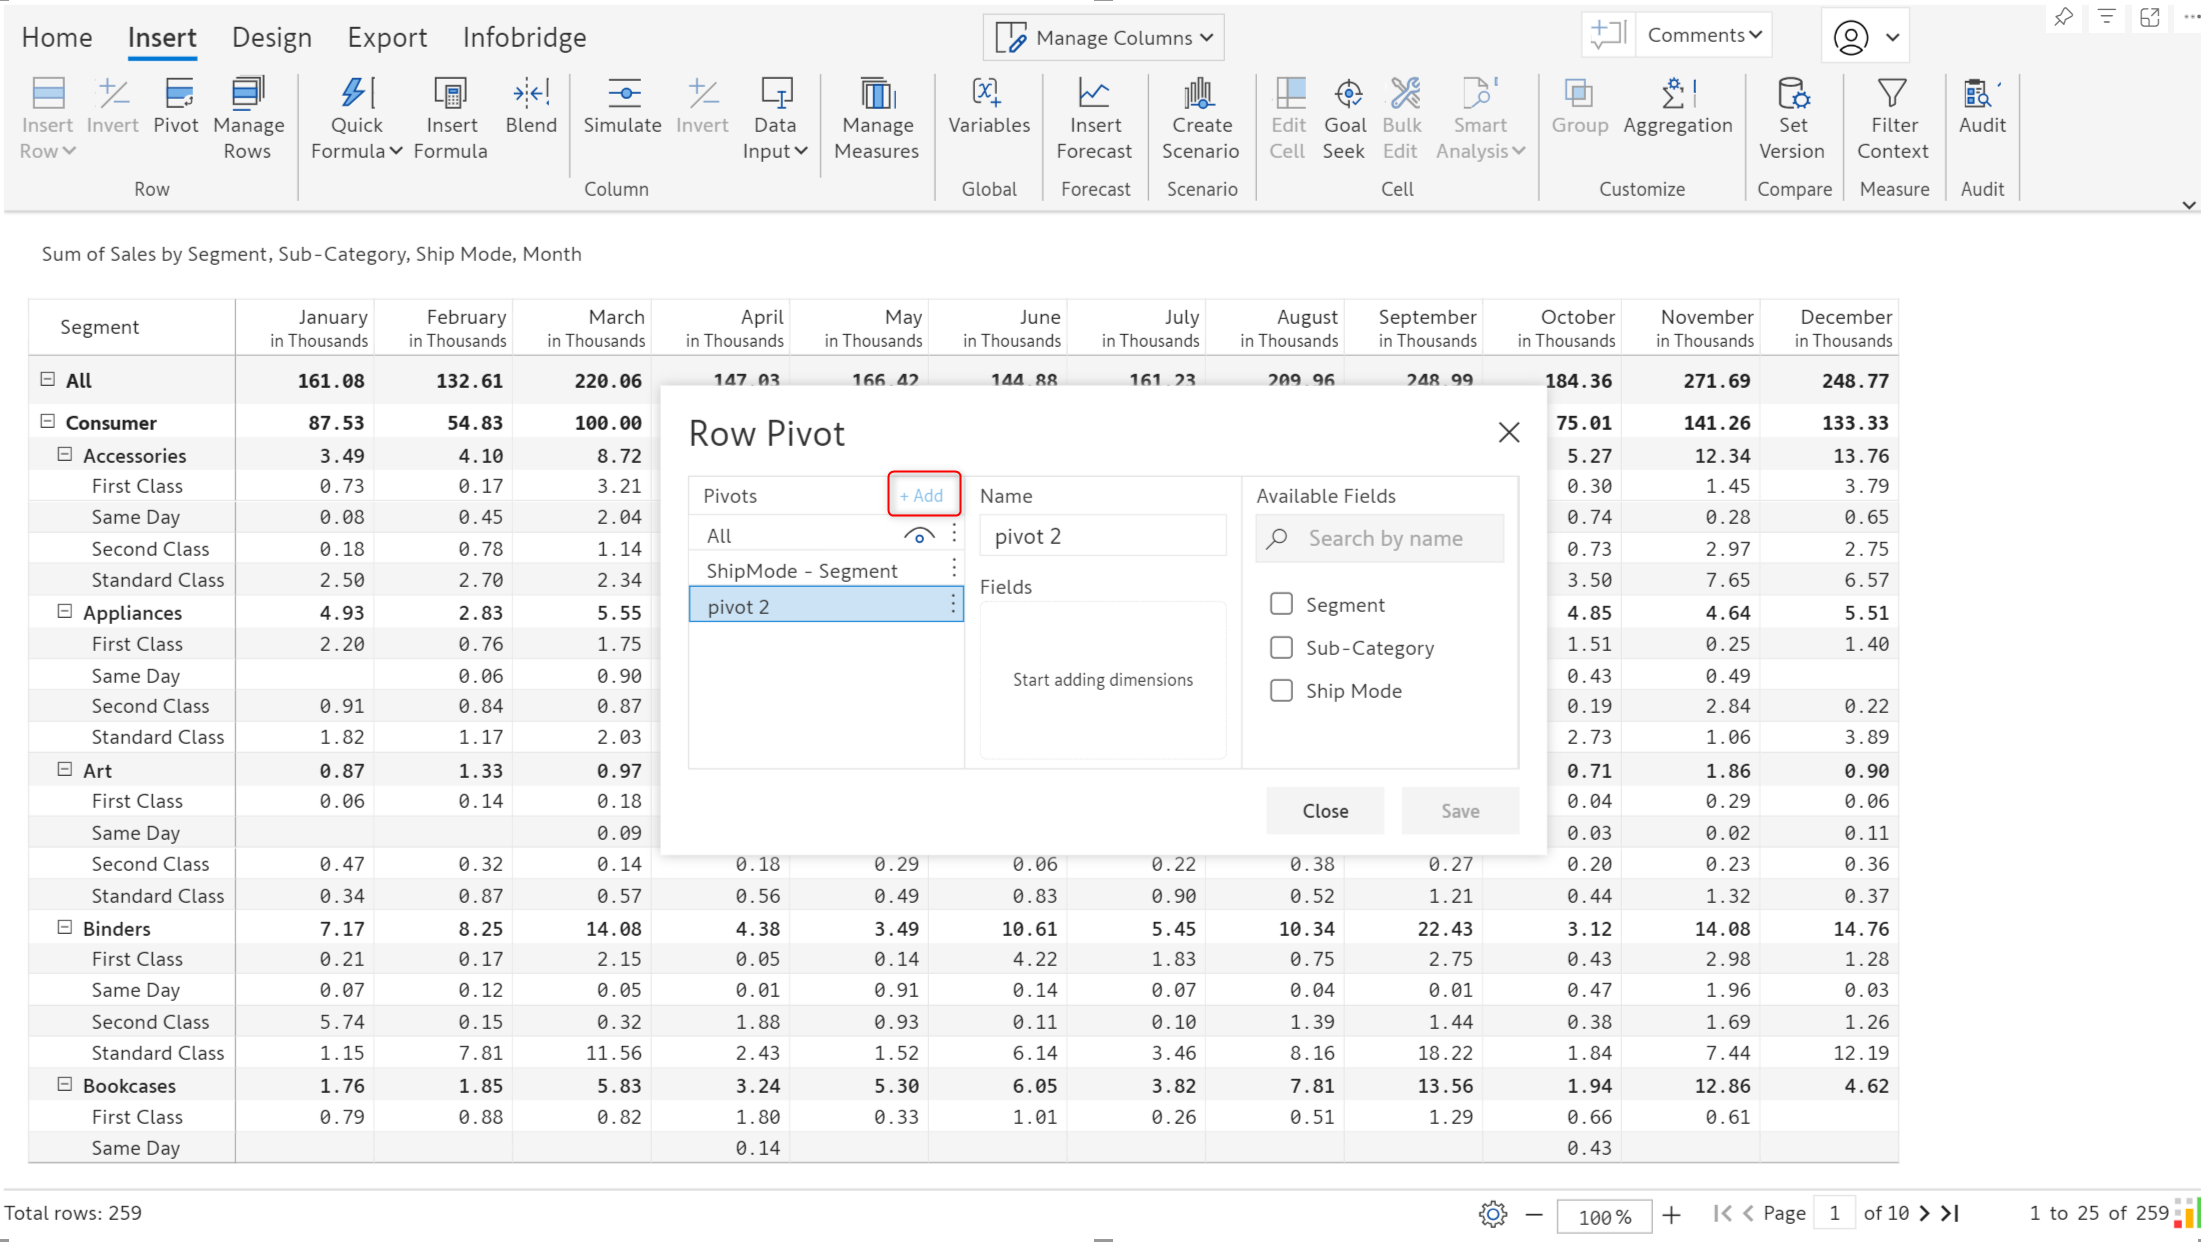 Home Insert Design Export Infobridge Manage Columns Comments
Insert Row Invert Pivot Manage Rows Quick Formula Insert Formula Blend Simulate Invert Data Input Manage Measures Variables Insert Forecast Create Scenario Edit Cell Goal Seek Bulk Edit Smart Analysis Group Aggregation Set Version Filter Context Audit
Row Column Global Forecast Scenario Cell Customize Compare Measure Audit
Sum of Sales by Segment, Sub-Category, Ship Mode, Month
Segment January February March April May June July August September October November December
in Thousands in Thousands in Thousands in Thousands in Thousands in Thousands in Thousands in Thousands in Thousands in Thousands in Thousands in Thousands
All 161.08 132.61 220.06 147.03 166.42 144.88 161.23 209.96 248.99 184.36 271.69 248.77
Consumer 87.53 54.83 100.00 75.01 141.26 133.33
Accessories 3.49 4.10 8.72 5.27 12.34 13.76
First Class 0.73 0.17 3.21 0.30 1.45 3.79
Same Day 0.08 0.45 2.04 0.74 0.28 0.65
Second Class 0.18 0.78 1.14 0.73 2.97 2.75
Standard Class 2.50 2.70 2.34 3.50 7.65 6.57
Appliances 4.93 2.83 5.55 4.85 4.64 5.51
First Class 2.20 0.76 1.75 1.51 0.25 1.40
Same Day 0.06 0.90 0.43 0.49
Second Class 0.91 0.84 0.87 0.19 2.84 0.22
Standard Class 1.82 1.17 2.03 2.73 1.06 3.89
Art 0.87 1.33 0.97 0.71 1.86 0.90
First Class 0.06 0.14 0.18 0.04 0.29 0.06
Same Day 0.09 0.03 0.02 0.11
Second Class 0.47 0.32 0.14 0.18 0.29 0.06 0.22 0.38 0.27 0.20 0.23 0.36
Standard Class 0.34 0.87 0.57 0.56 0.49 0.83 0.90 0.52 1.21 0.44 1.32 0.37
Binders 7.17 8.25 14.08 4.38 3.49 10.61 5.45 10.34 22.43 3.12 14.08 14.76
First Class 0.21 0.17 2.15 0.05 0.14 4.22 1.83 0.75 2.75 0.43 2.98 1.28
Same Day 0.07 0.12 0.05 0.01 0.91 0.14 0.07 0.04 0.01 0.47 1.96 0.03
Second Class 5.74 0.15 0.32 1.88 0.93 0.11 0.10 1.39 1.44 0.38 1.69 1.26
Standard Class 1.15 7.81 11.56 2.43 1.52 6.14 3.46 8.16 18.22 1.84 7.44 12.19
Bookcases 1.76 1.85 5.83 3.24 5.30 6.05 3.82 7.81 13.56 1.94 12.86 4.62
First Class 0.79 0.88 0.82 1.80 0.33 1.01 0.26 0.51 1.29 0.66 0.61
Same Day 0.14 0.43
Row Pivot
Pivots + Add
All
ShipMode - Segment
pivot 2
Name
pivot 2
Fields
Start adding dimensions
Available Fields
Search by name
Segment
Sub-Category
Ship Mode
Close Save
Total rows: 259 100% Page 1 of 10 1 to 25 of 259